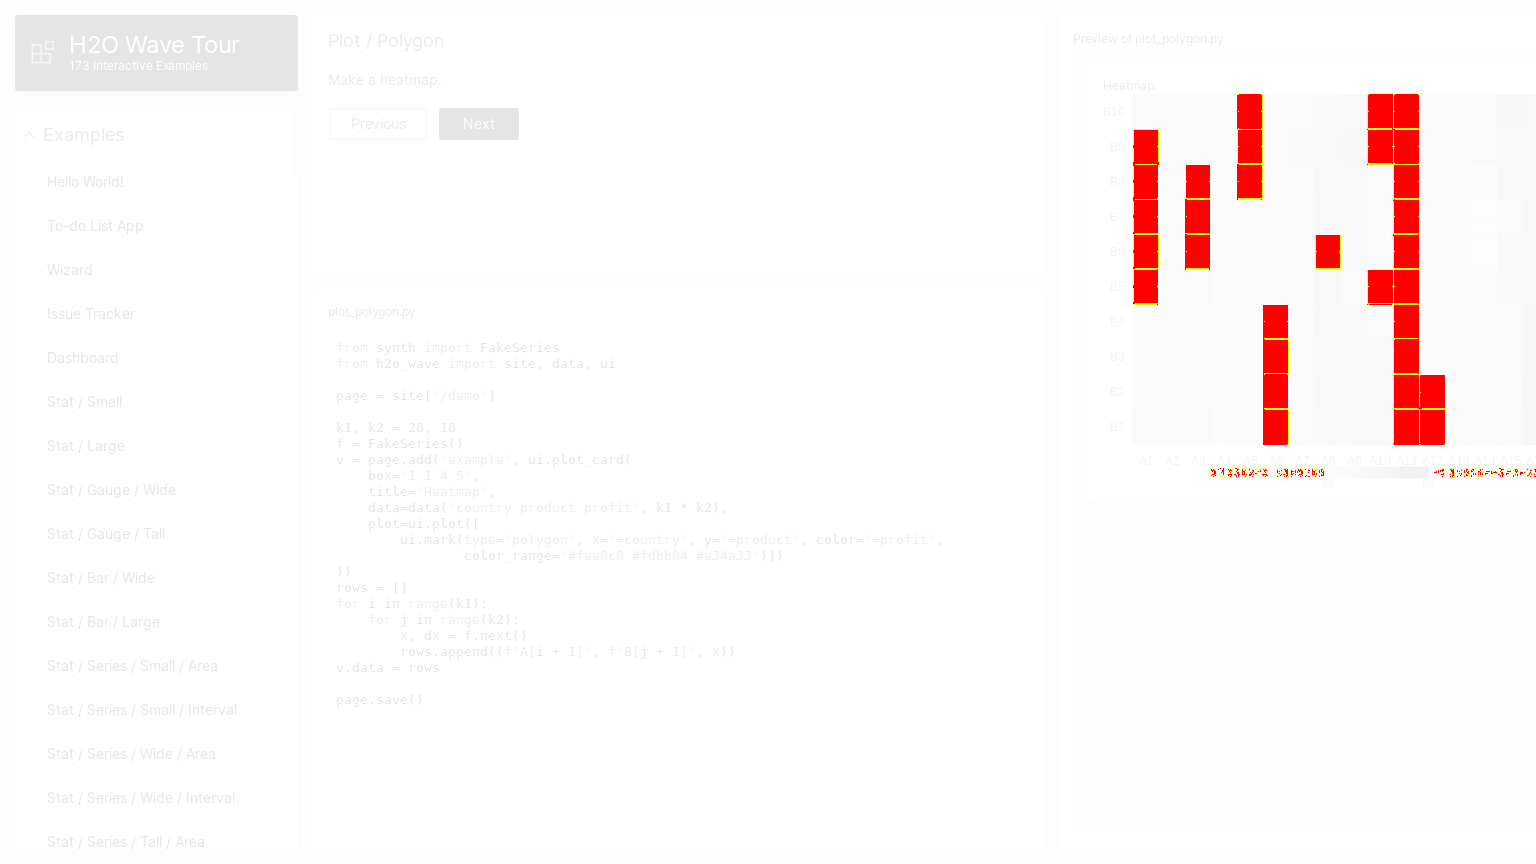 H2O Wave Tour
173 Interactive Examples
Examples
Hello World!
To-do List App
Wizard
Issue Tracker
Dashboard
Stat / Small
Stat / Large
Stat / Gauge / Wide
Stat / Gauge / Tall
Stat / Bar / Wide
Stat / Bar / Large
Stat / Series / Small / Area
Stat / Series / Small / Interval
Stat / Series / Wide / Area
Stat / Series / Wide / Interval
Stat / Series / Tall / Area
Plot / Polygon
Make a heatmap.
Previous Next
plot_polygon.py
from synth import FakeSeries
from h2o_wave import site, data, ui
page = site['/demo']
k1, k2 = 20, 10
f = FakeSeries()
v = page.add('example', ui.plot_card(
    box='1 1 4 5',
    title='Heatmap',
    data=data('country product profit', k1 * k2),
    plot=ui.plot([
        ui.mark(type='polygon', x='=country', y='=product', color='=profit',
                color_range='#fee8c8 #fdbb84 #e34a33')])
))
rows = []
for i in range(k1):
    for j in range(k2):
        x, dx = f.next()
        rows.append((f'A{i + 1}', f'B{j + 1}', x))
v.data = rows
page.save()
Preview of plot_polygon.py
Heatmap
B10
B9
B8
B7
B6
B5
B4
B3
B2
B1
A1 A2 A3 A4 A5 A6 A7 A8 A9 A10 A11 A12 A13 A14 A15